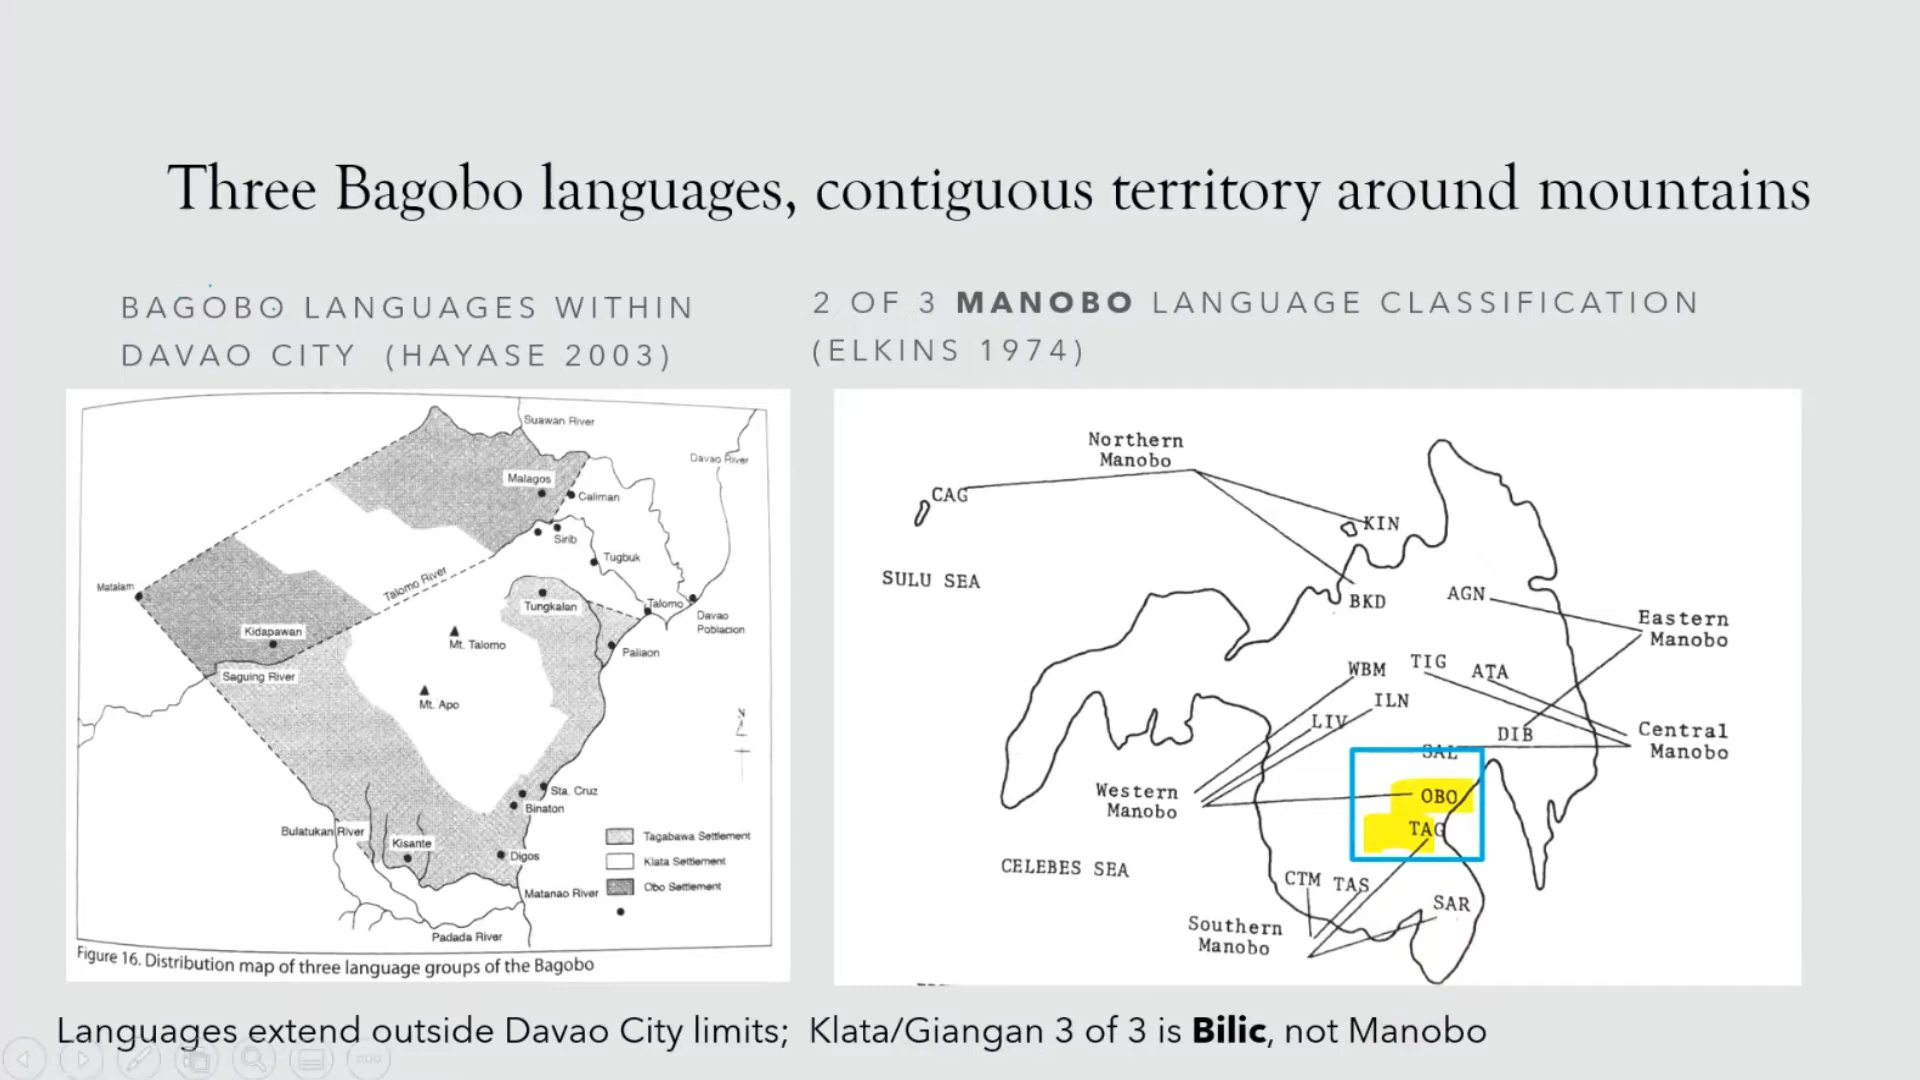 Three Bagobo languages, contiguous territory around mountains
BAGOBO LANGUAGES WITHIN
DAVAO CITY (HAYASE 2003)
2 OF 3 MANOBO LANGUAGE CLASSIFICATION
(ELKINS 1974)
Suawan River
Davao River
Malagos
Caliman
Sirib
Tugbuk
Matalam
Talomo River
Tungkalan
Talomo
Davao
Poblacion
Kidapawan
Mt. Talomo
Paliaon
Saguing River
Mt. Apo
N
Sta. Cruz
Binaton
Bulatukan River
Kisante
Digos
Tagabawa Settlement
Klata Settlement
Obo Settlement
Matanao River
Padada River
Figure 16. Distribution map of three language groups of the Bagobo
Northern
Manobo
CAG
KIN
SULU SEA
BKD
AGN
Eastern
Manobo
WBM
TIG
ATA
ILN
LIV
DIB
Central
Manobo
SAL
Western
Manobo
OBO
TAG
CELEBES SEA
CTM
TAS
SAR
Southern
Manobo
Languages extend outside Davao City limits; Klata/Giangan 3 of 3 is Bilic, not Manobo